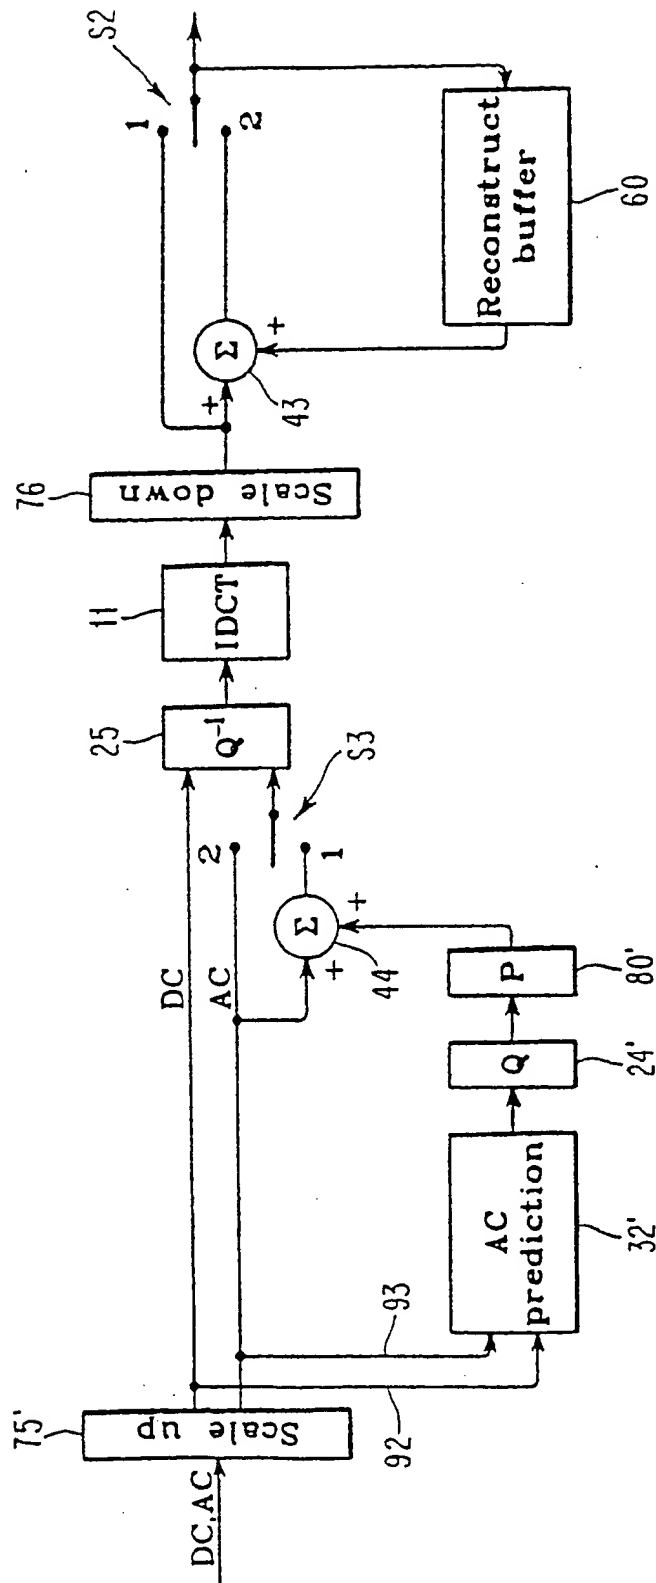 DC,AC
75'
Scale up
92
93
DC
AC
AC
prediction
32'
Q
24'
P
80'
+
+
Σ
44
2
1
S3
25
Q⁻¹
11
IDCT
76
Scale down
+
+
Σ
43
1
2
S2
Reconstruct
buffer
60